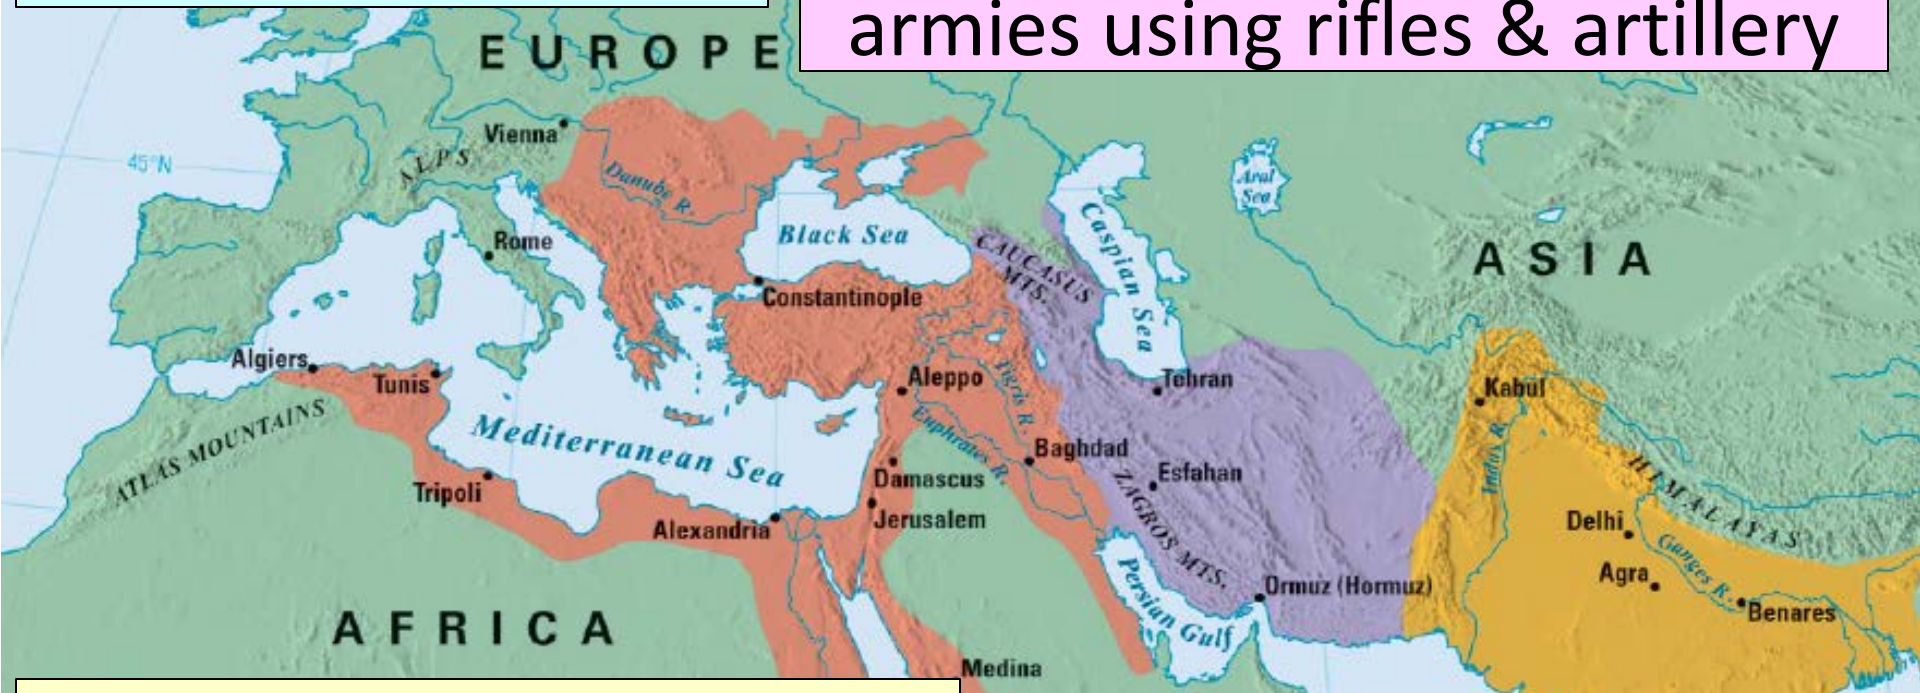 armies using rifles & artillery
EUROPE
Vienna
ALPS
45°N
Danube R.
Aral
Sea
Black Sea
Caspian Sea
Rome
CAUCASUS
MTS.
ASIA
Constantinople
Algiers
Tunis
Aleppo
Tigris R.
Tehran
Kabul
ATLAS MOUNTAINS
Mediterranean Sea
Euphrates R.
Baghdad
Esfahan
Indus R.
HIMALAYAS
Tripoli
Damascus
ZAGROS MTS.
Alexandria
Jerusalem
Delhi
Ganges R.
Agra
Persian Gulf
Ormuz (Hormuz)
Benares
AFRICA
Medina